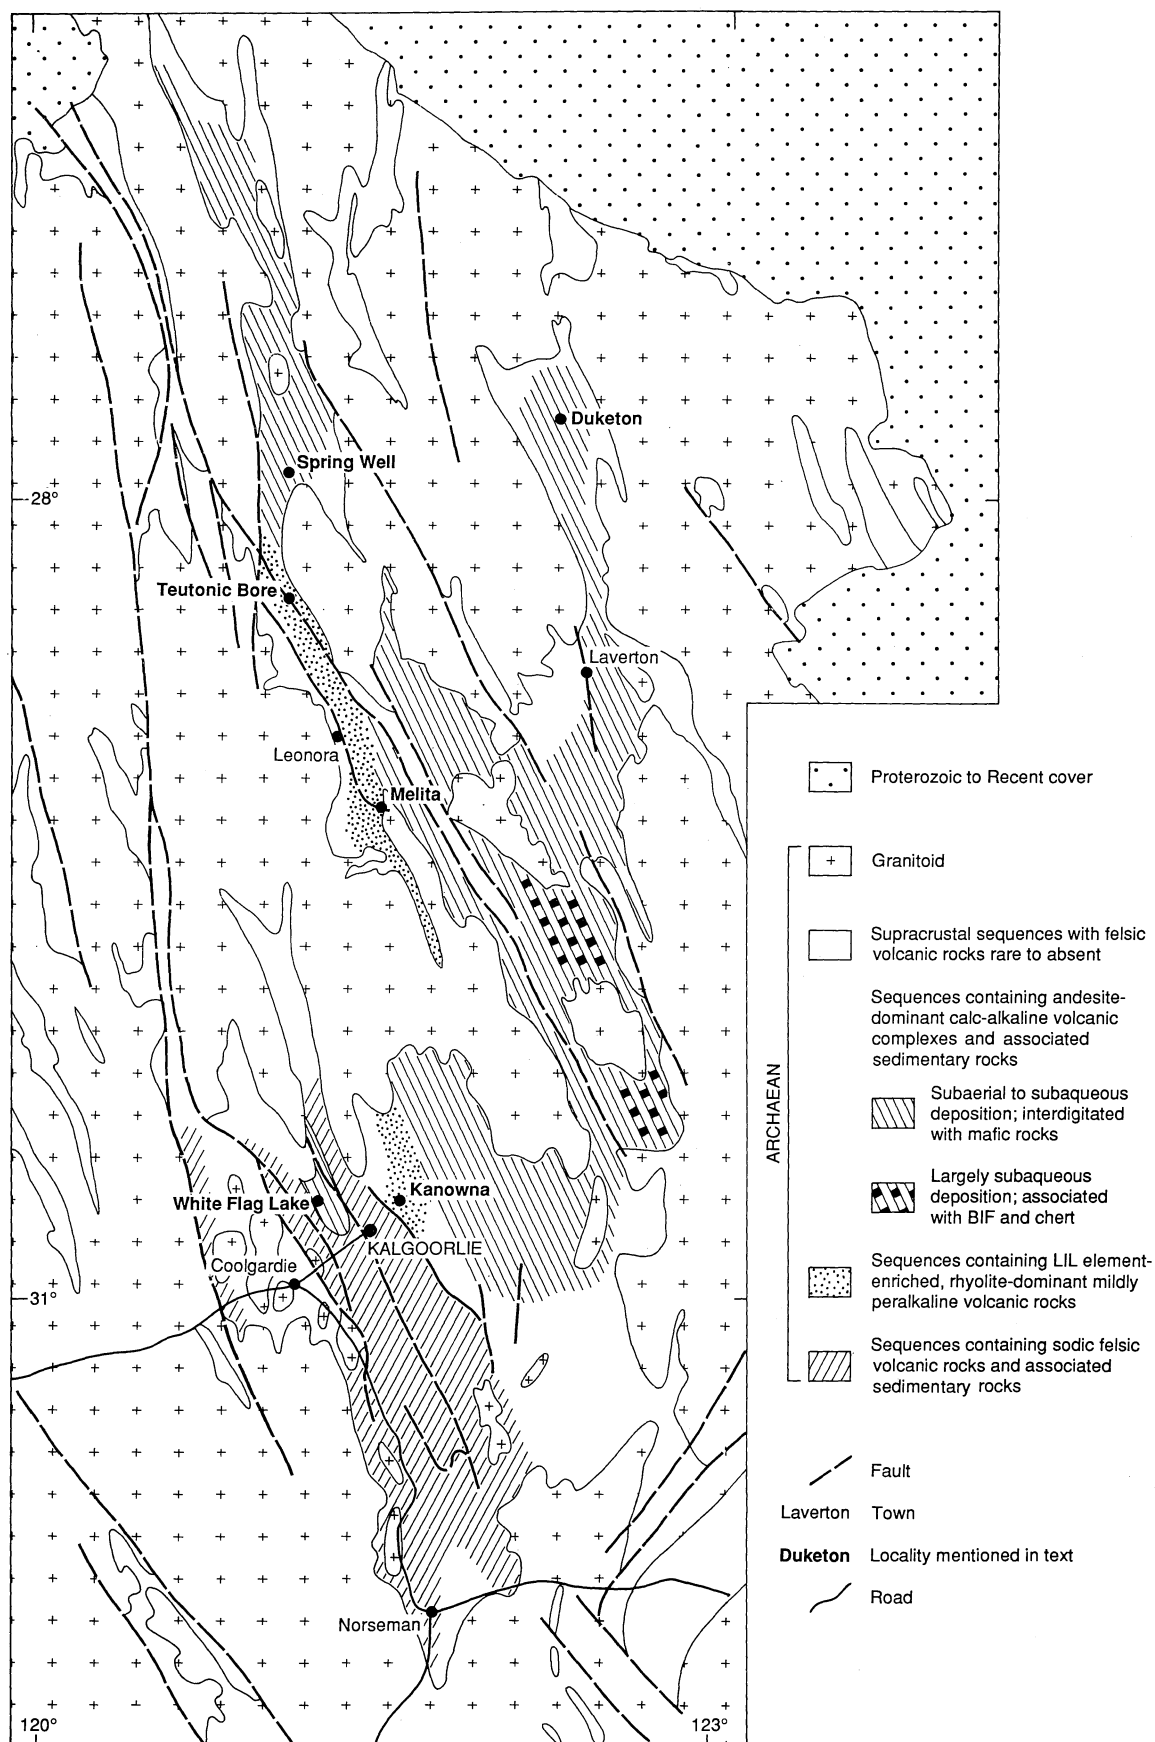 Duketon
Spring Well
28°
Teutonic Bore
Laverton
Leonora
Melita
Proterozoic to Recent cover
Granitoid
Supracrustal sequences with felsic
volcanic rocks rare to absent
Sequences containing andesite-
dominant calc-alkaline volcanic
complexes and associated
sedimentary rocks
ARCHAEAN
Subaerial to subaqueous
deposition; interdigitated
with mafic rocks
Largely subaqueous
deposition; associated
with BIF and chert
Kanowna
White Flag Lake
KALGOORLIE
Coolgardie
Sequences containing LIL element-
enriched, rhyolite-dominant mildly
peralkaline volcanic rocks
31°
Sequences containing sodic felsic
volcanic rocks and associated
sedimentary rocks
Fault
Laverton Town
Duketon Locality mentioned in text
Road
Norseman
120°
123°